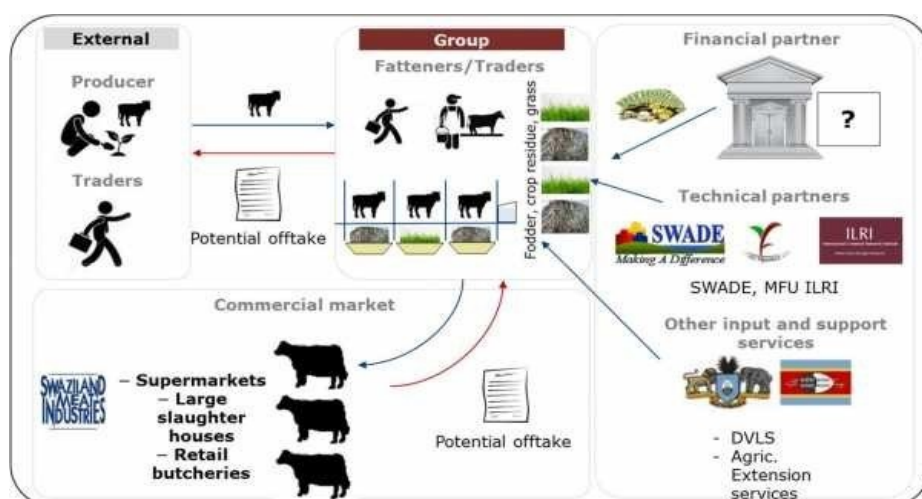 External
Producer
Traders
Potential offtake
Group
Fatteners/Traders
Fodder, crop residue, grass
Financial partner
?
Technical partners
SWADE
Making A Difference
ILRI
SWADE, MFU ILRI
Other input and support
services
- DVLS
- Agric.
Extension
services
Commercial market
SWAZILAND
MEAT
INDUSTRIES
– Supermarkets
– Large
slaughter
houses
– Retail
butcheries
Potential offtake